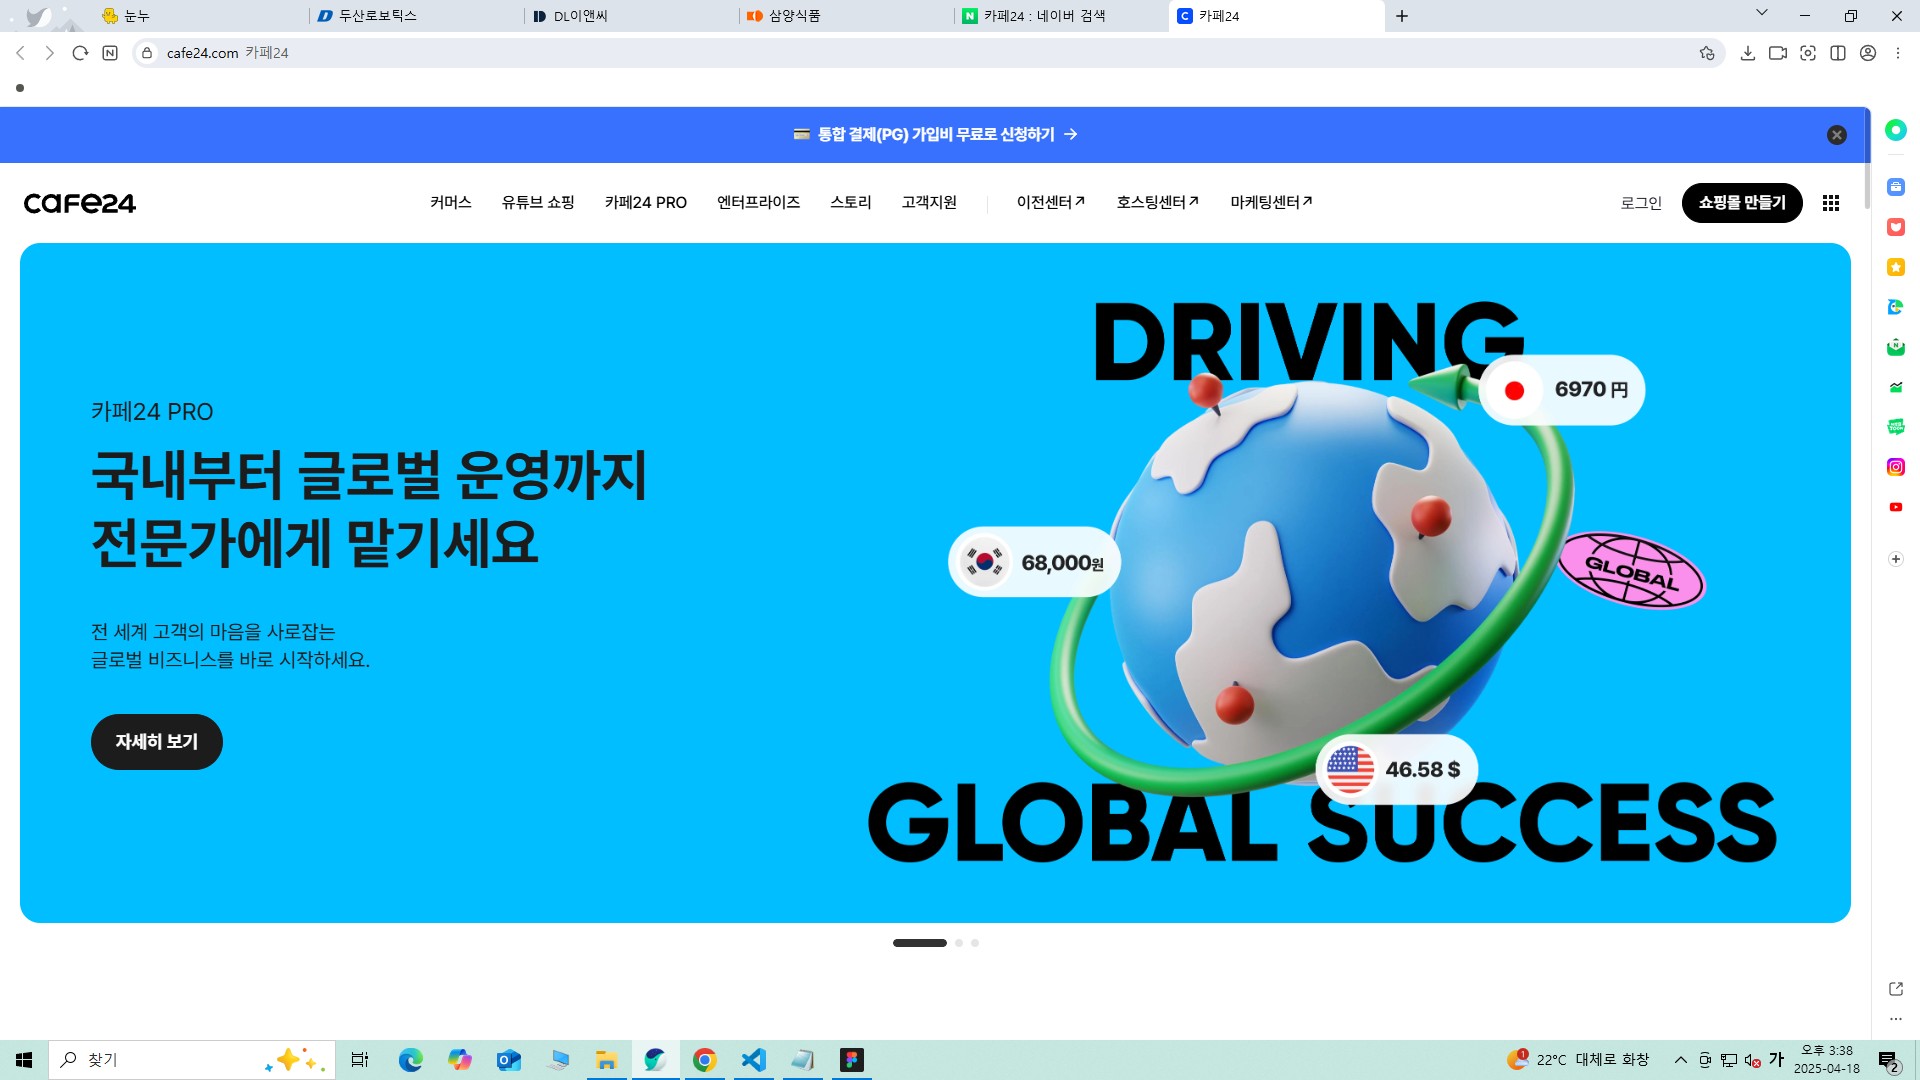 눈누
두산로보틱스
DL이앤씨
삼양식품
카페24 : 네이버 검색
카페24
cafe24.com 카페24
통합 결제(PG) 가입비 무료로 신청하기 →
cafe24
커머스
유튜브 쇼핑
카페24 PRO
엔터프라이즈
스토리
고객지원
이전센터↗
호스팅센터↗
마케팅센터↗
로그인
쇼핑몰 만들기
카페24 PRO
국내부터 글로벌 운영까지
전문가에게 맡기세요
전 세계 고객의 마음을 사로잡는
글로벌 비즈니스를 바로 시작하세요.
자세히 보기
DRIVING
6970 円
68,000원
GLOBAL
46.58 $
GLOBAL SUCCESS
찾기
1
22°C 대체로 화창
가
오후 3:38
2025-04-18
2